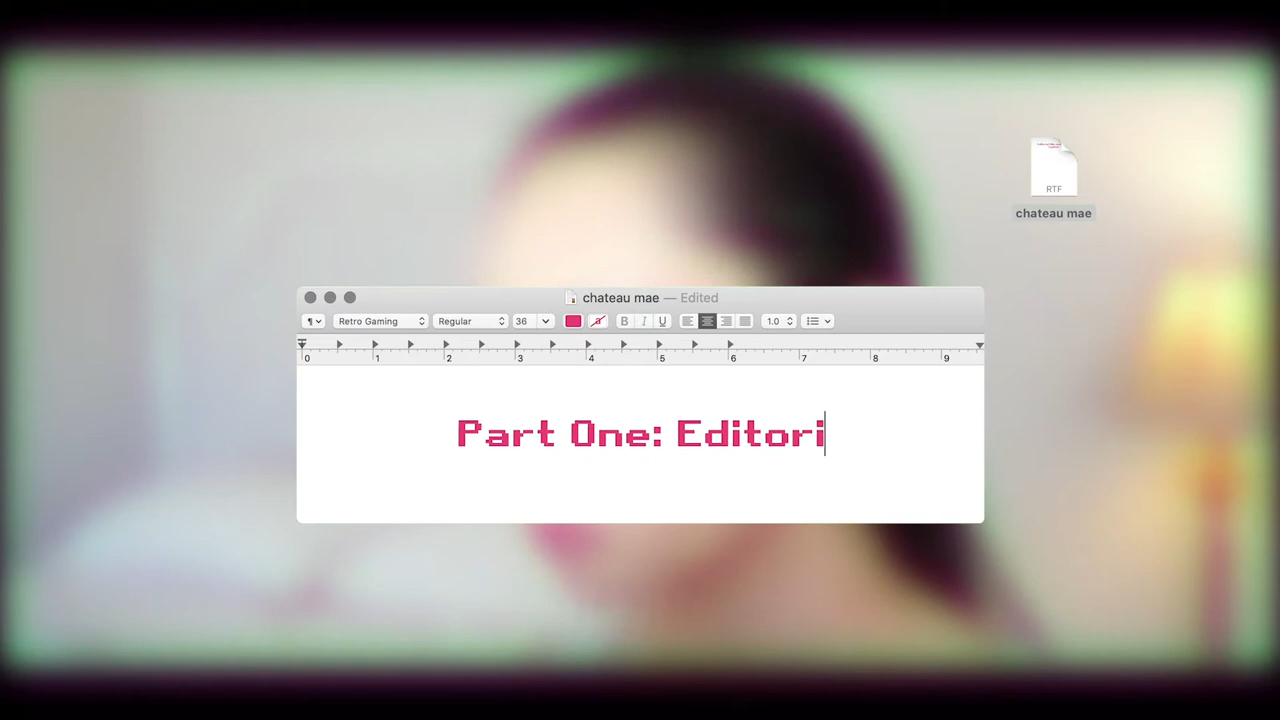 RTF
chateau mae
chateau mae — Edited
¶ Retro Gaming Regular 36 a B I U 1.0
0 1 2 3 4 5 6 7 8 9
Part One: Editori